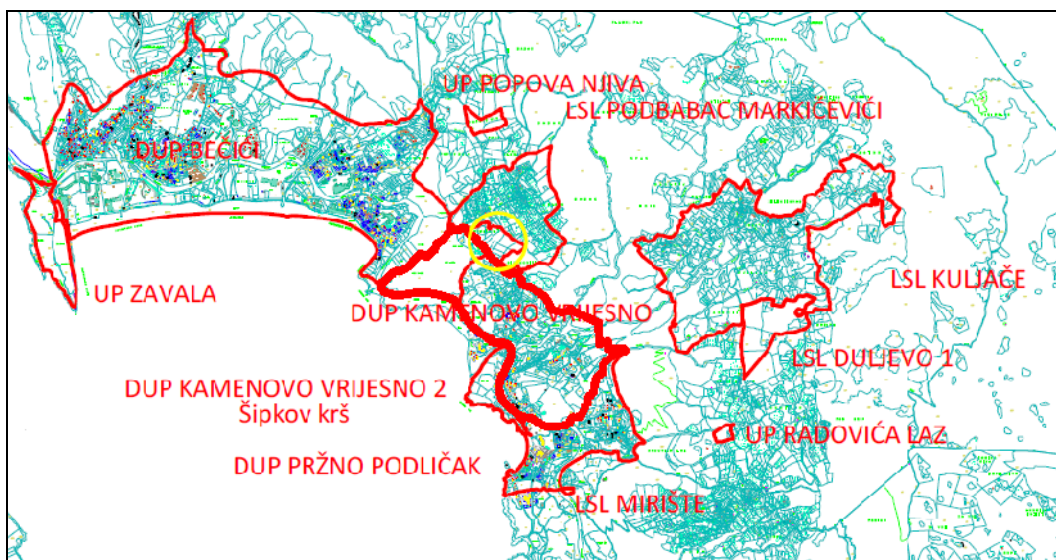 UP POPOVA NJIVA
LSL PODBABAC MARKIĆEVIĆI
DUP BEČIĆI
UP ZAVALA
LSL KULJAČE
DUP KAMENOVO VRIJESNO
LSL DULJEVO 1
DUP KAMENOVO VRIJESNO 2
Šipkov krš
UP RADOVIĆA LAZ
DUP PRŽNO PODLIČAK
LSL MIRIŠTE